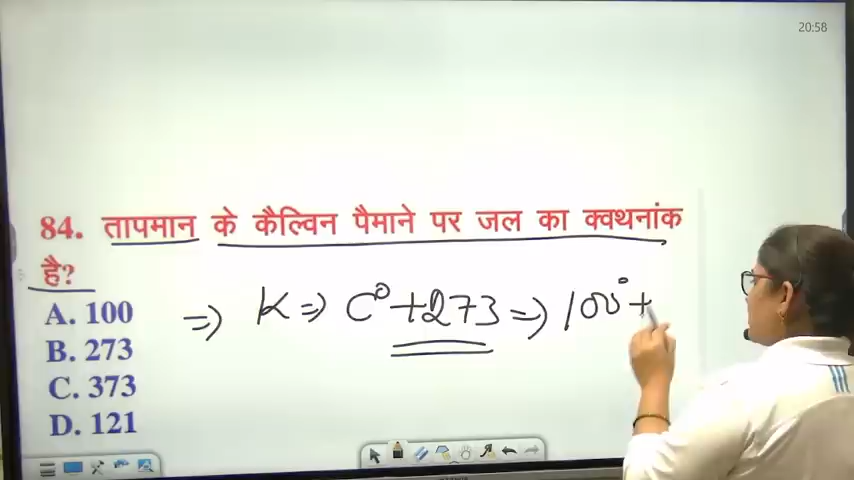 20:58
84. तापमान के कैल्विन पैमाने पर जल का क्वथनांक
है?
A. 100
B. 273
C. 373
D. 121
=> K => C° + 273 => 100° +